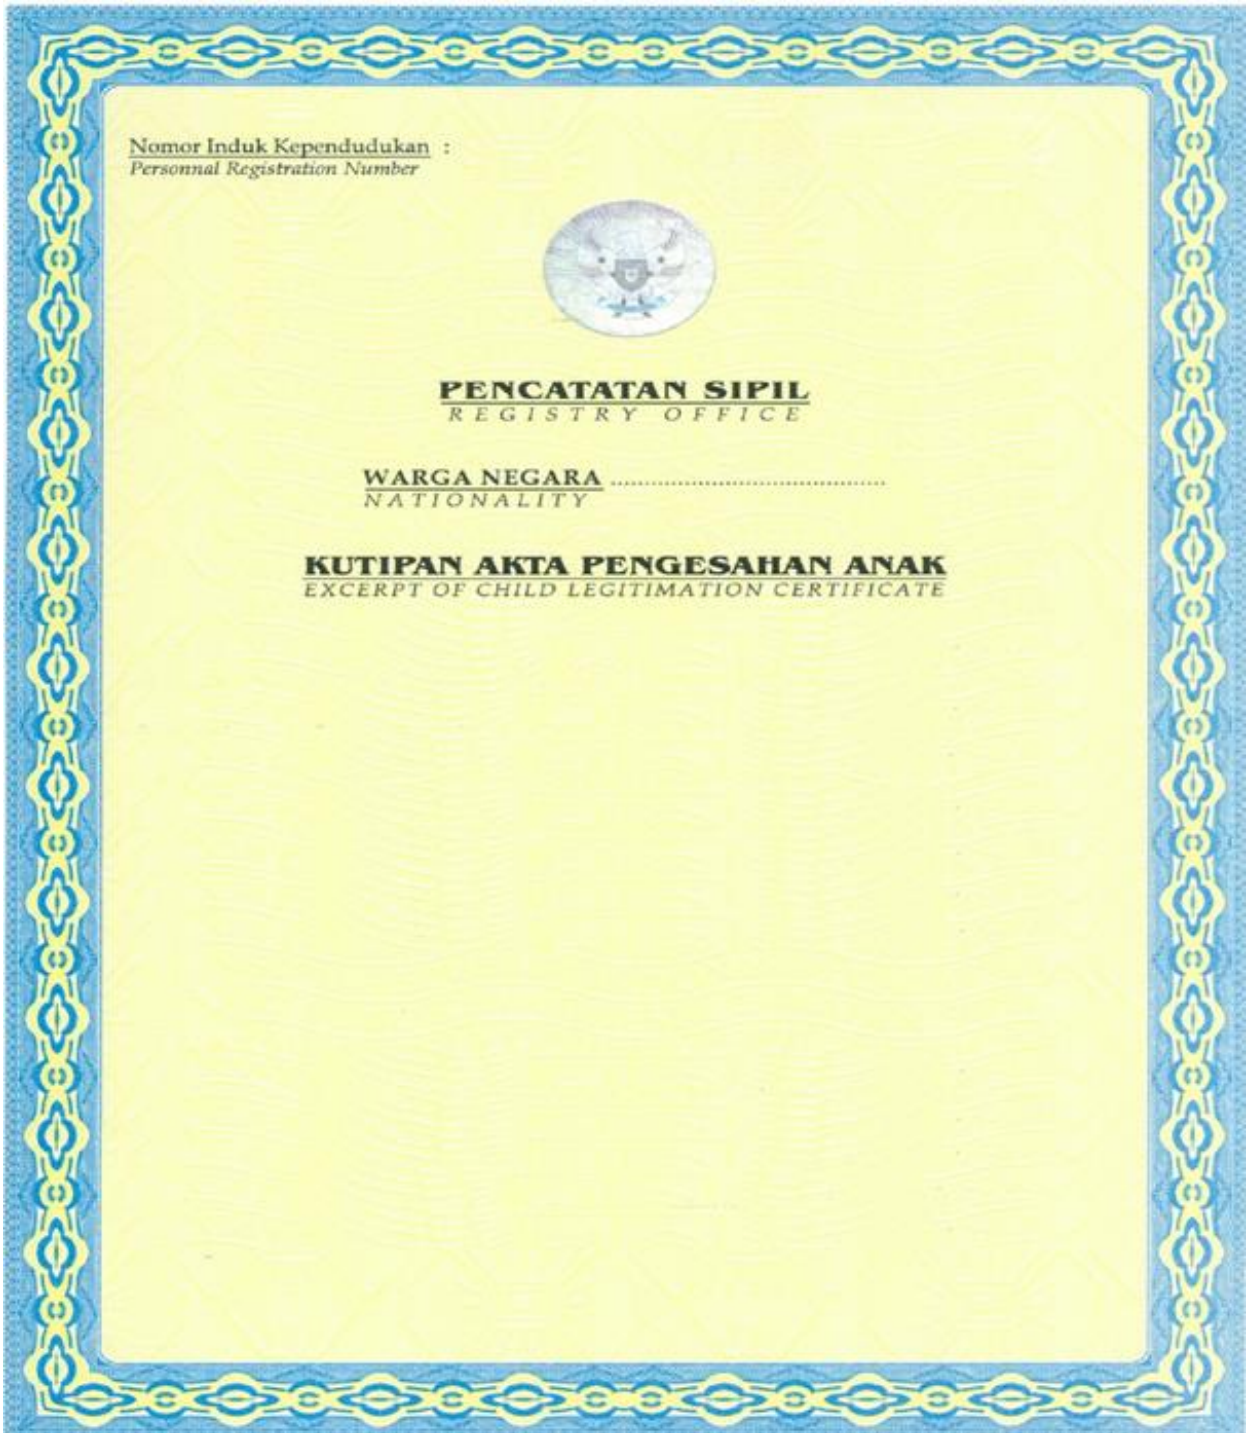 Nomor Induk Kependudukan :
Personnal Registration Number
PENCATATAN SIPIL
REGISTRY OFFICE
WARGA NEGARA ........................................
NATIONALITY
KUTIPAN AKTA PENGESAHAN ANAK
EXCERPT OF CHILD LEGITIMATION CERTIFICATE